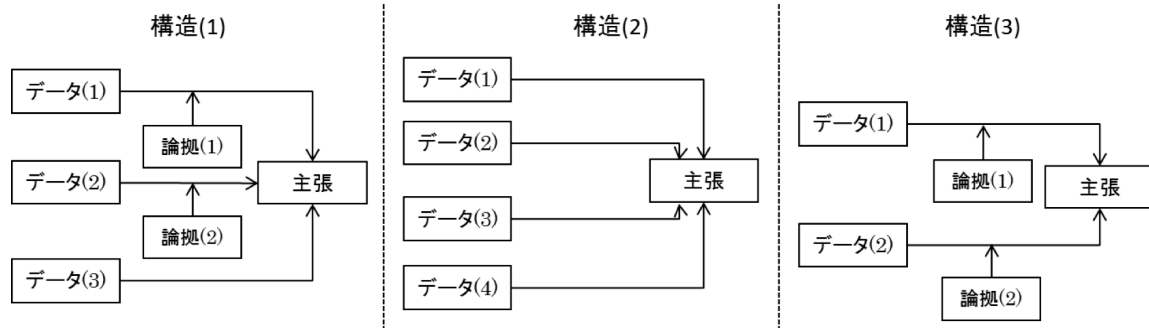 構造(1)
データ(1)
論拠(1)
データ(2)
主張
論拠(2)
データ(3)
構造(2)
データ(1)
データ(2)
主張
データ(3)
データ(4)
構造(3)
データ(1)
論拠(1)
主張
データ(2)
論拠(2)